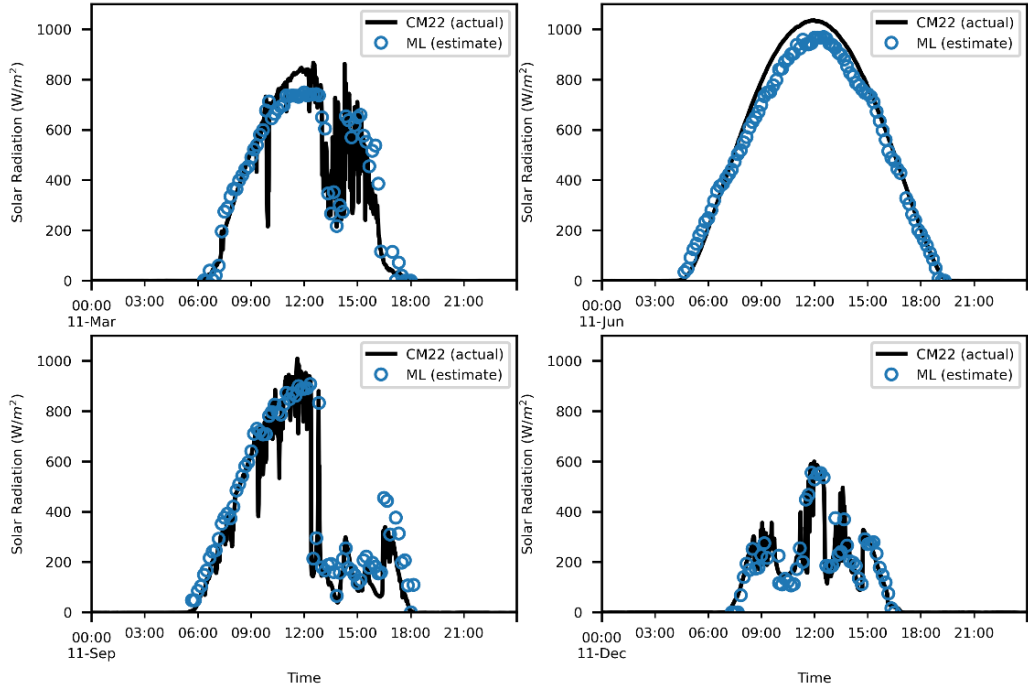 CM22 (actual)
ML (estimate)
Solar Radiation (W/m²)
1000
800
600
400
200
0
00:00 03:00 06:00 09:00 12:00 15:00 18:00 21:00
11-Mar
CM22 (actual)
ML (estimate)
Solar Radiation (W/m²)
1000
800
600
400
200
0
00:00 03:00 06:00 09:00 12:00 15:00 18:00 21:00
11-Jun
CM22 (actual)
ML (estimate)
Solar Radiation (W/m²)
1000
800
600
400
200
0
00:00 03:00 06:00 09:00 12:00 15:00 18:00 21:00
11-Sep
Time
CM22 (actual)
ML (estimate)
Solar Radiation (W/m²)
1000
800
600
400
200
0
00:00 03:00 06:00 09:00 12:00 15:00 18:00 21:00
11-Dec
Time